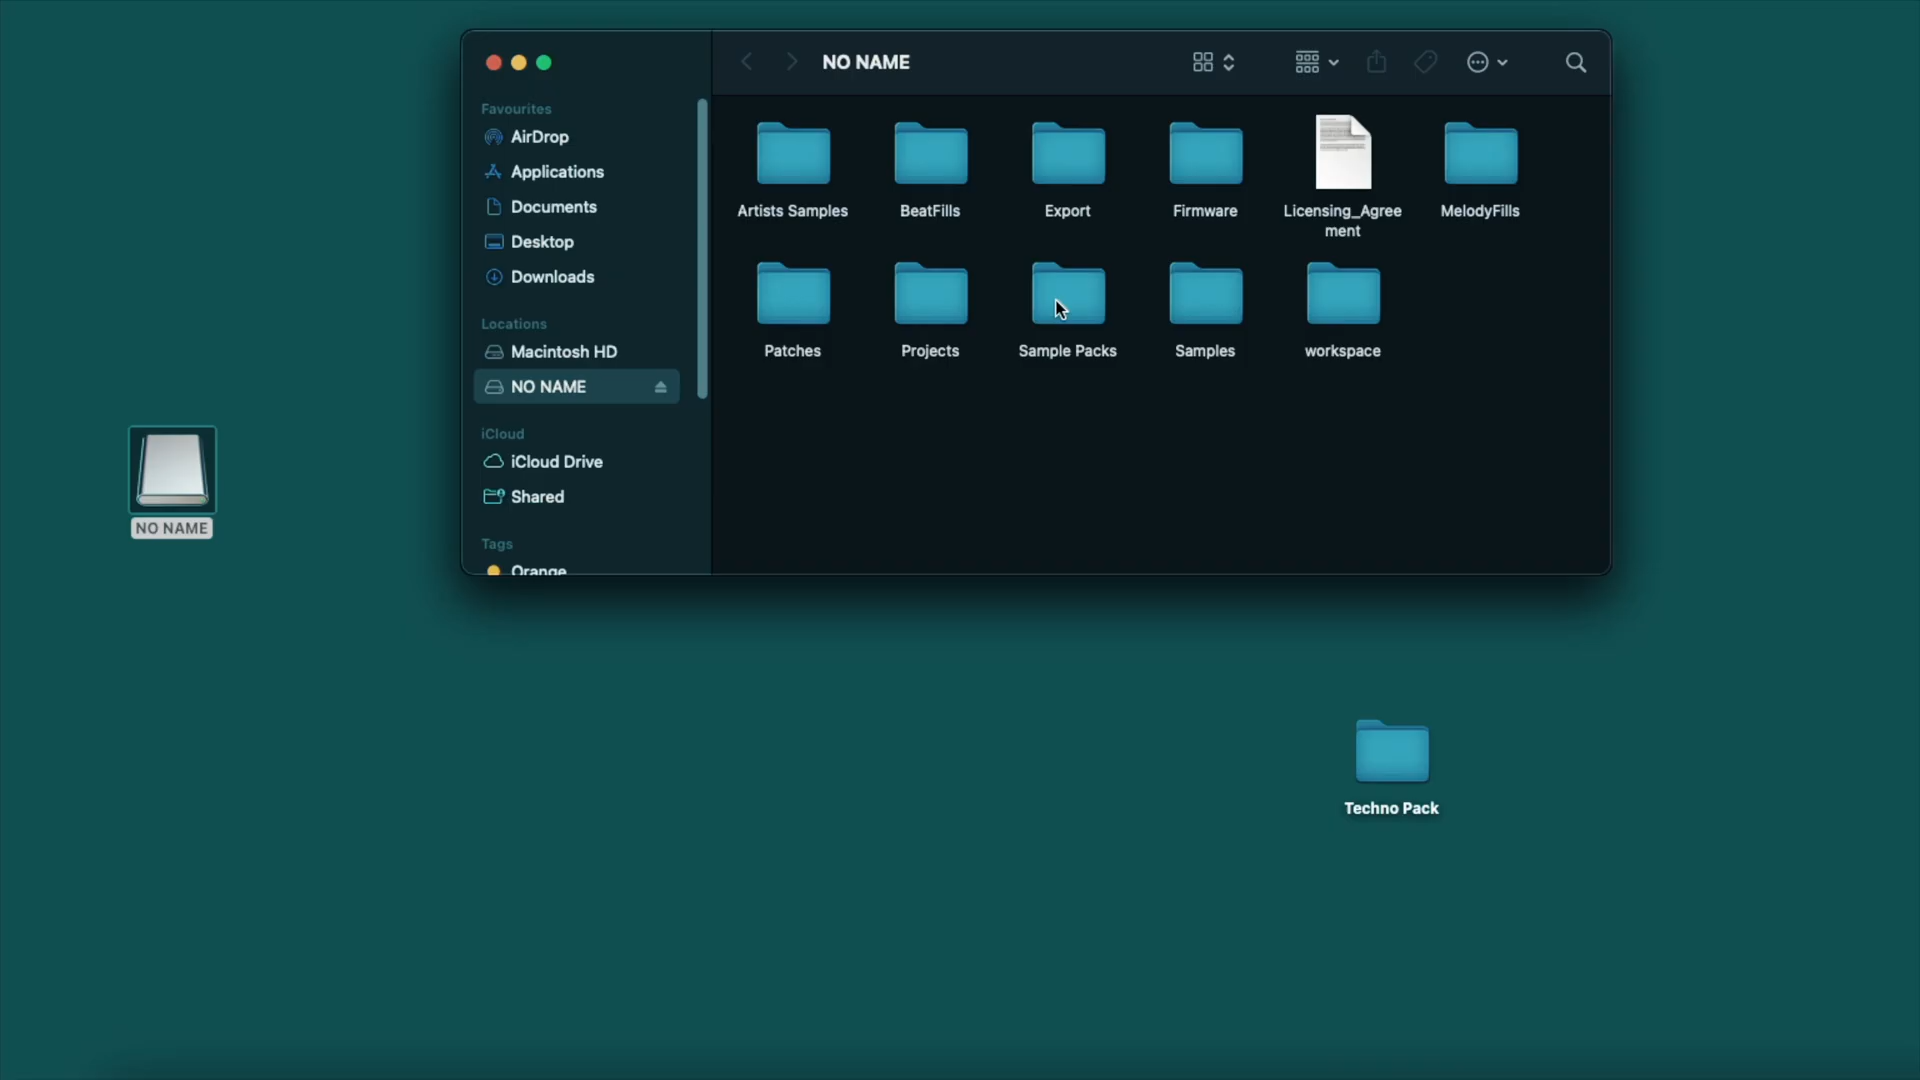 NO NAME
Favourites
AirDrop
Applications
Documents
Desktop
Downloads
Locations
Macintosh HD
NO NAME
iCloud
iCloud Drive
Shared
Tags
Orange
Artists Samples
BeatFills
Export
Firmware
Licensing_Agree
ment
MelodyFills
Patches
Projects
Sample Packs
Samples
workspace
NO NAME
Techno Pack